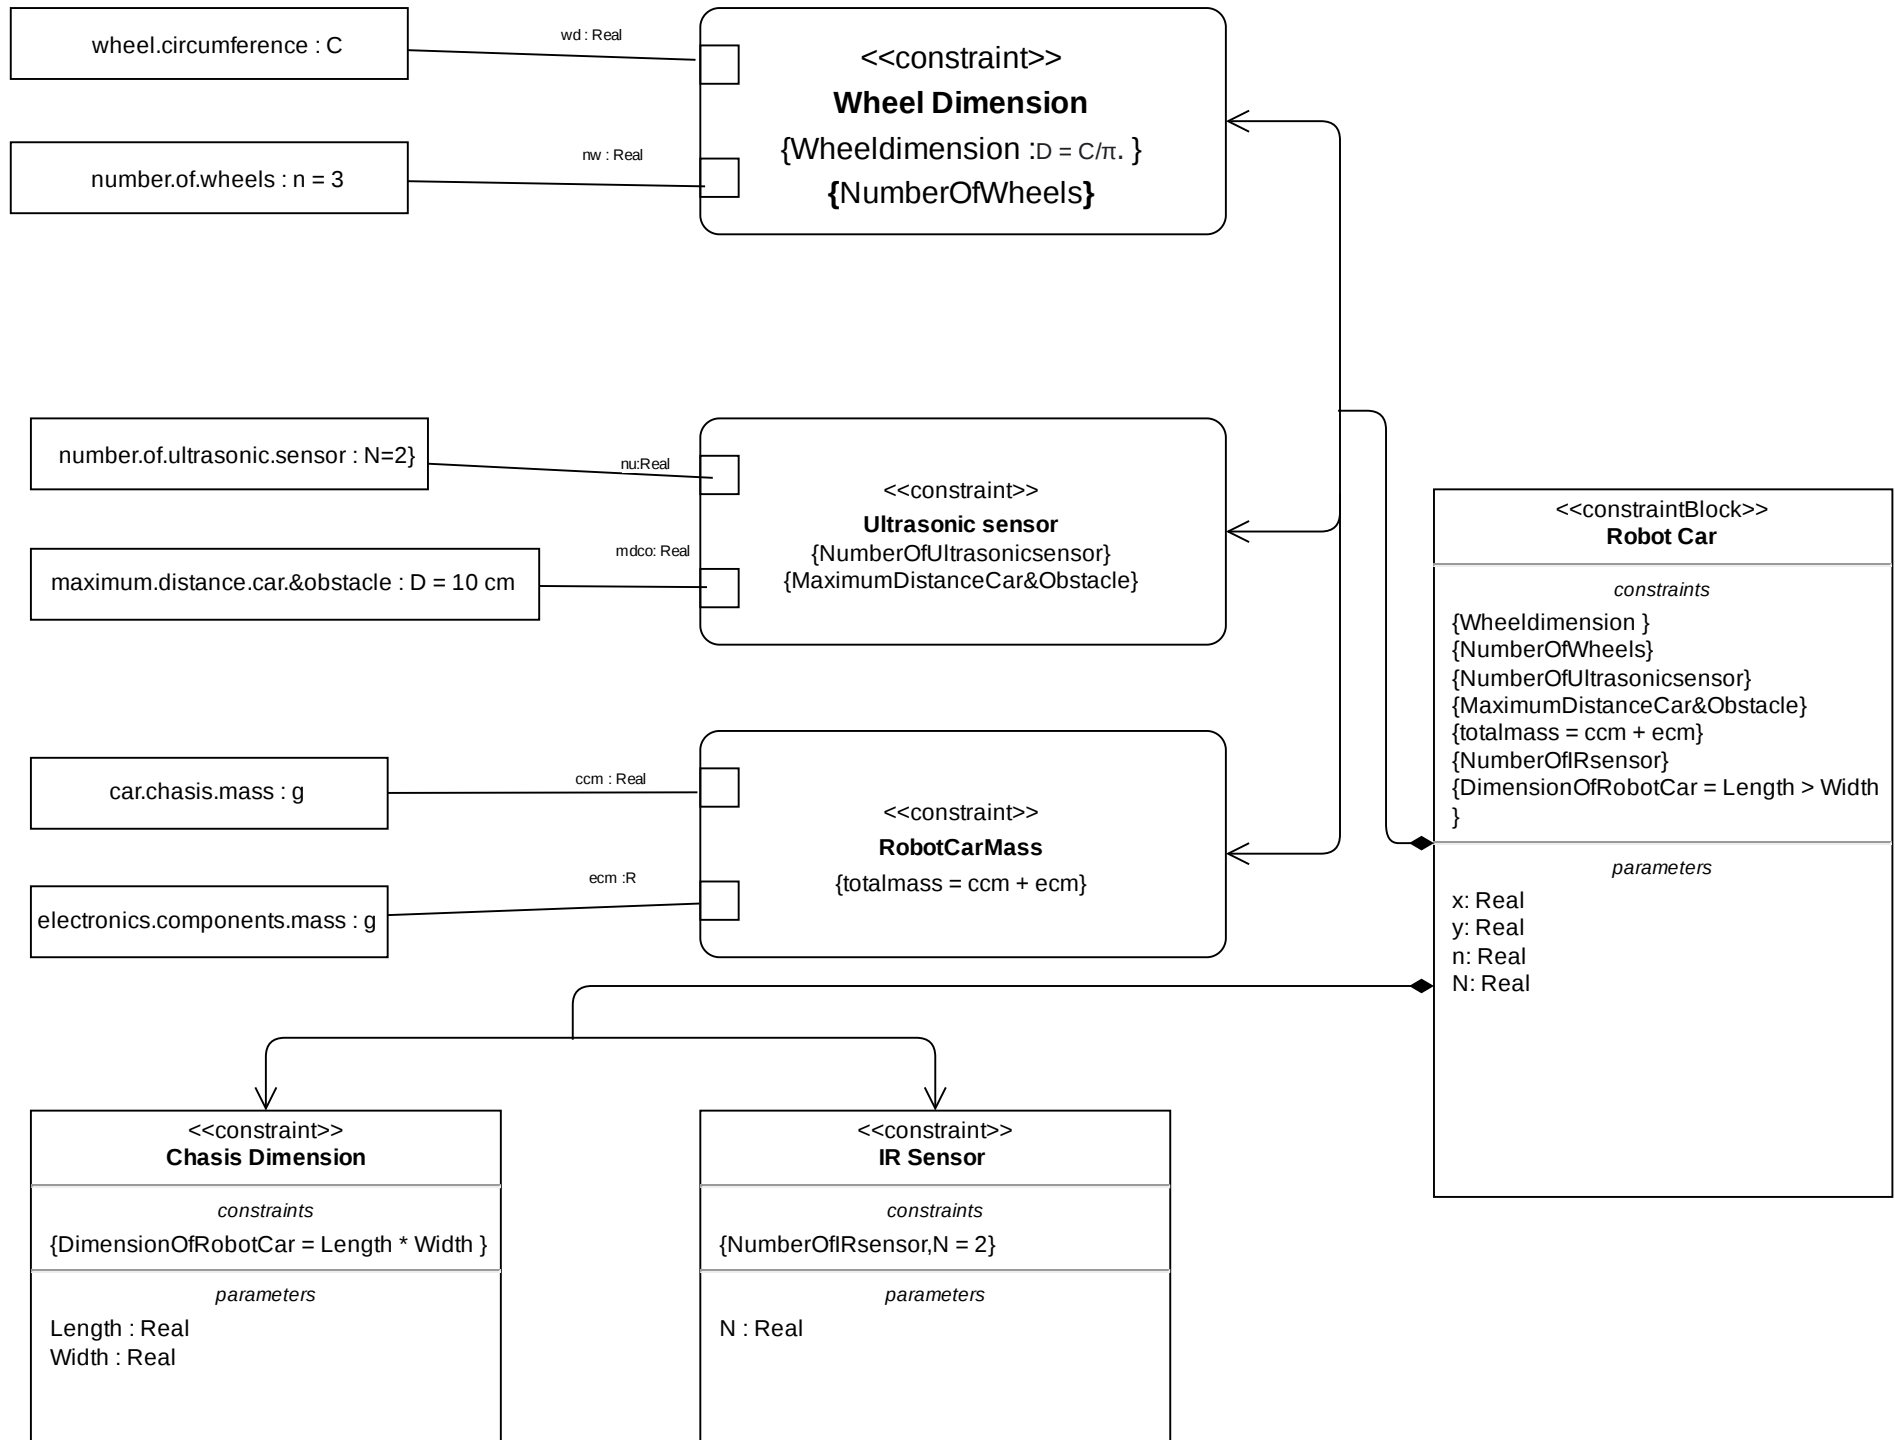 wheel.circumference : C
wd : Real
<<constraint>>
Wheel Dimension
{Wheeldimension :D = C/π. }
{NumberOfWheels}
number.of.wheels : n = 3
nw : Real
number.of.ultrasonic.sensor : N=2}
nu:Real
maximum.distance.car.&obstacle : D = 10 cm
mdco: Real
<<constraint>>
Ultrasonic sensor
{NumberOfUltrasonicsensor}
{MaximumDistanceCar&Obstacle}
car.chasis.mass : g
ccm : Real
electronics.components.mass : g
ecm :R
<<constraint>>
RobotCarMass
{totalmass = ccm + ecm}
<<constraintBlock>>
Robot Car
constraints
{Wheeldimension }
{NumberOfWheels}
{NumberOfUltrasonicsensor}
{MaximumDistanceCar&Obstacle}
{totalmass = ccm + ecm}
{NumberOfIRsensor}
{DimensionOfRobotCar = Length > Width
}
parameters
x: Real
y: Real
n: Real
N: Real
<<constraint>>
Chasis Dimension
constraints
{DimensionOfRobotCar = Length * Width }
parameters
Length : Real
Width : Real
<<constraint>>
IR Sensor
constraints
{NumberOfIRsensor,N = 2}
parameters
N : Real